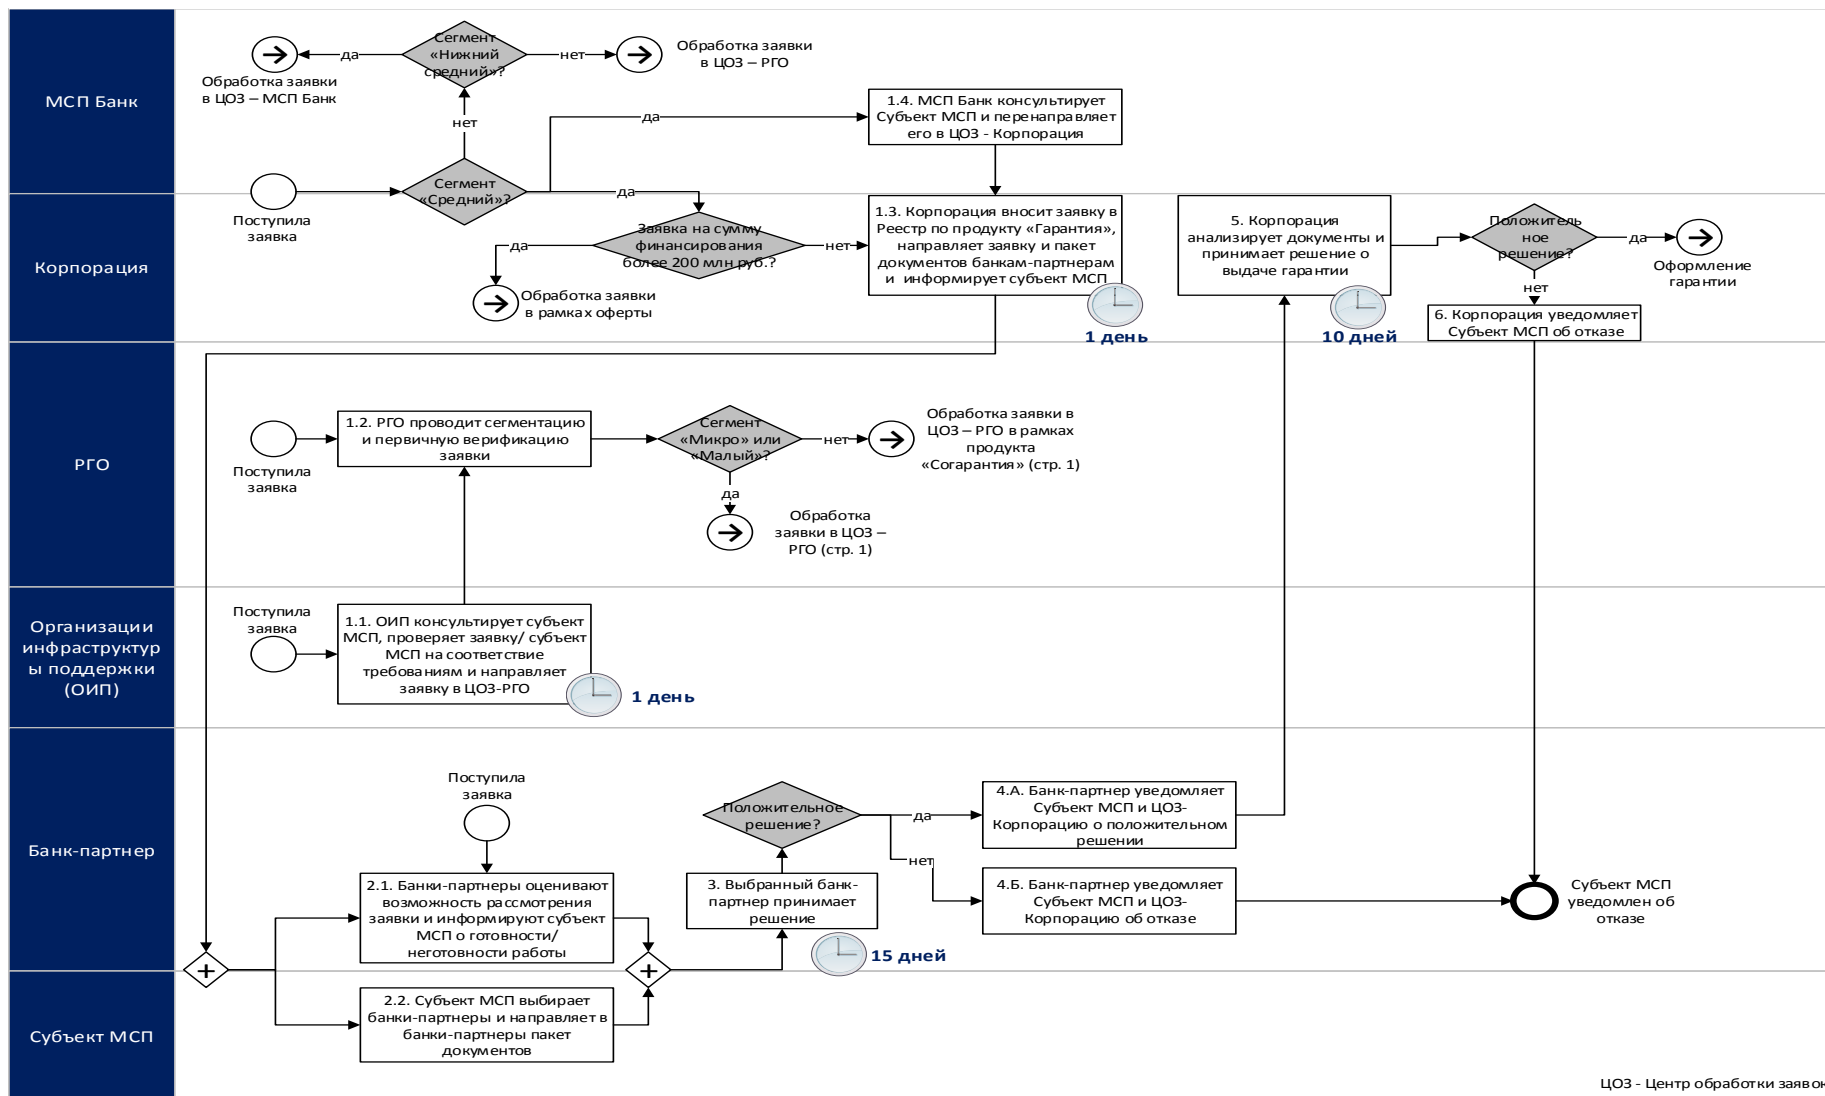 МСП Банк
Сегмент
«Нижний
средний»?
да
нет
Обработка заявки
в ЦОЗ – МСП Банк
Обработка заявки
в ЦОЗ – РГО
нет
да
1.4. МСП Банк консультирует
Субъект МСП и перенаправляет
его в ЦОЗ - Корпорация
Сегмент
«Средний»?
да
Поступила
заявка
Корпорация
Заявка на сумму
финансирования
более 200 млн руб.?
да
нет
Обработка заявки
в рамках оферты
1.3. Корпорация вносит заявку в
Реестр по продукту «Гарантия»,
направляет заявку и пакет
документов банкам-партнерам
и информирует субъект МСП
1 день
5. Корпорация
анализирует документы и
принимает решение о
выдаче гарантии
10 дней
Положитель
ное
решение?
да
Оформление
гарантии
нет
6. Корпорация уведомляет
Субъект МСП об отказе
РГО
Поступила
заявка
1.2. РГО проводит сегментацию
и первичную верификацию
заявки
Сегмент
«Микро» или
«Малый»?
нет
Обработка заявки в
ЦОЗ – РГО в рамках
продукта
«Согарантия» (стр. 1)
да
Обработка
заявки в ЦОЗ –
РГО (стр. 1)
Организации
инфраструктур
ы поддержки
(ОИП)
Поступила
заявка
1.1. ОИП консультирует субъект
МСП, проверяет заявку/ субъект
МСП на соответствие
требованиям и направляет
заявку в ЦОЗ-РГО
1 день
Банк-партнер
Поступила
заявка
2.1. Банки-партнеры оценивают
возможность рассмотрения
заявки и информируют субъект
МСП о готовности/
неготовности работы
Положительное
решение?
3. Выбранный банк-
партнер принимает
решение
15 дней
да
нет
4.А. Банк-партнер уведомляет
Субъект МСП и ЦОЗ-
Корпорацию о положительном
решении
4.Б. Банк-партнер уведомляет
Субъект МСП и ЦОЗ-
Корпорацию об отказе
Субъект МСП
уведомлен об
отказе
Субъект МСП
2.2. Субъект МСП выбирает
банки-партнеры и направляет в
банки-партнеры пакет
документов
ЦОЗ - Центр обработки заявок